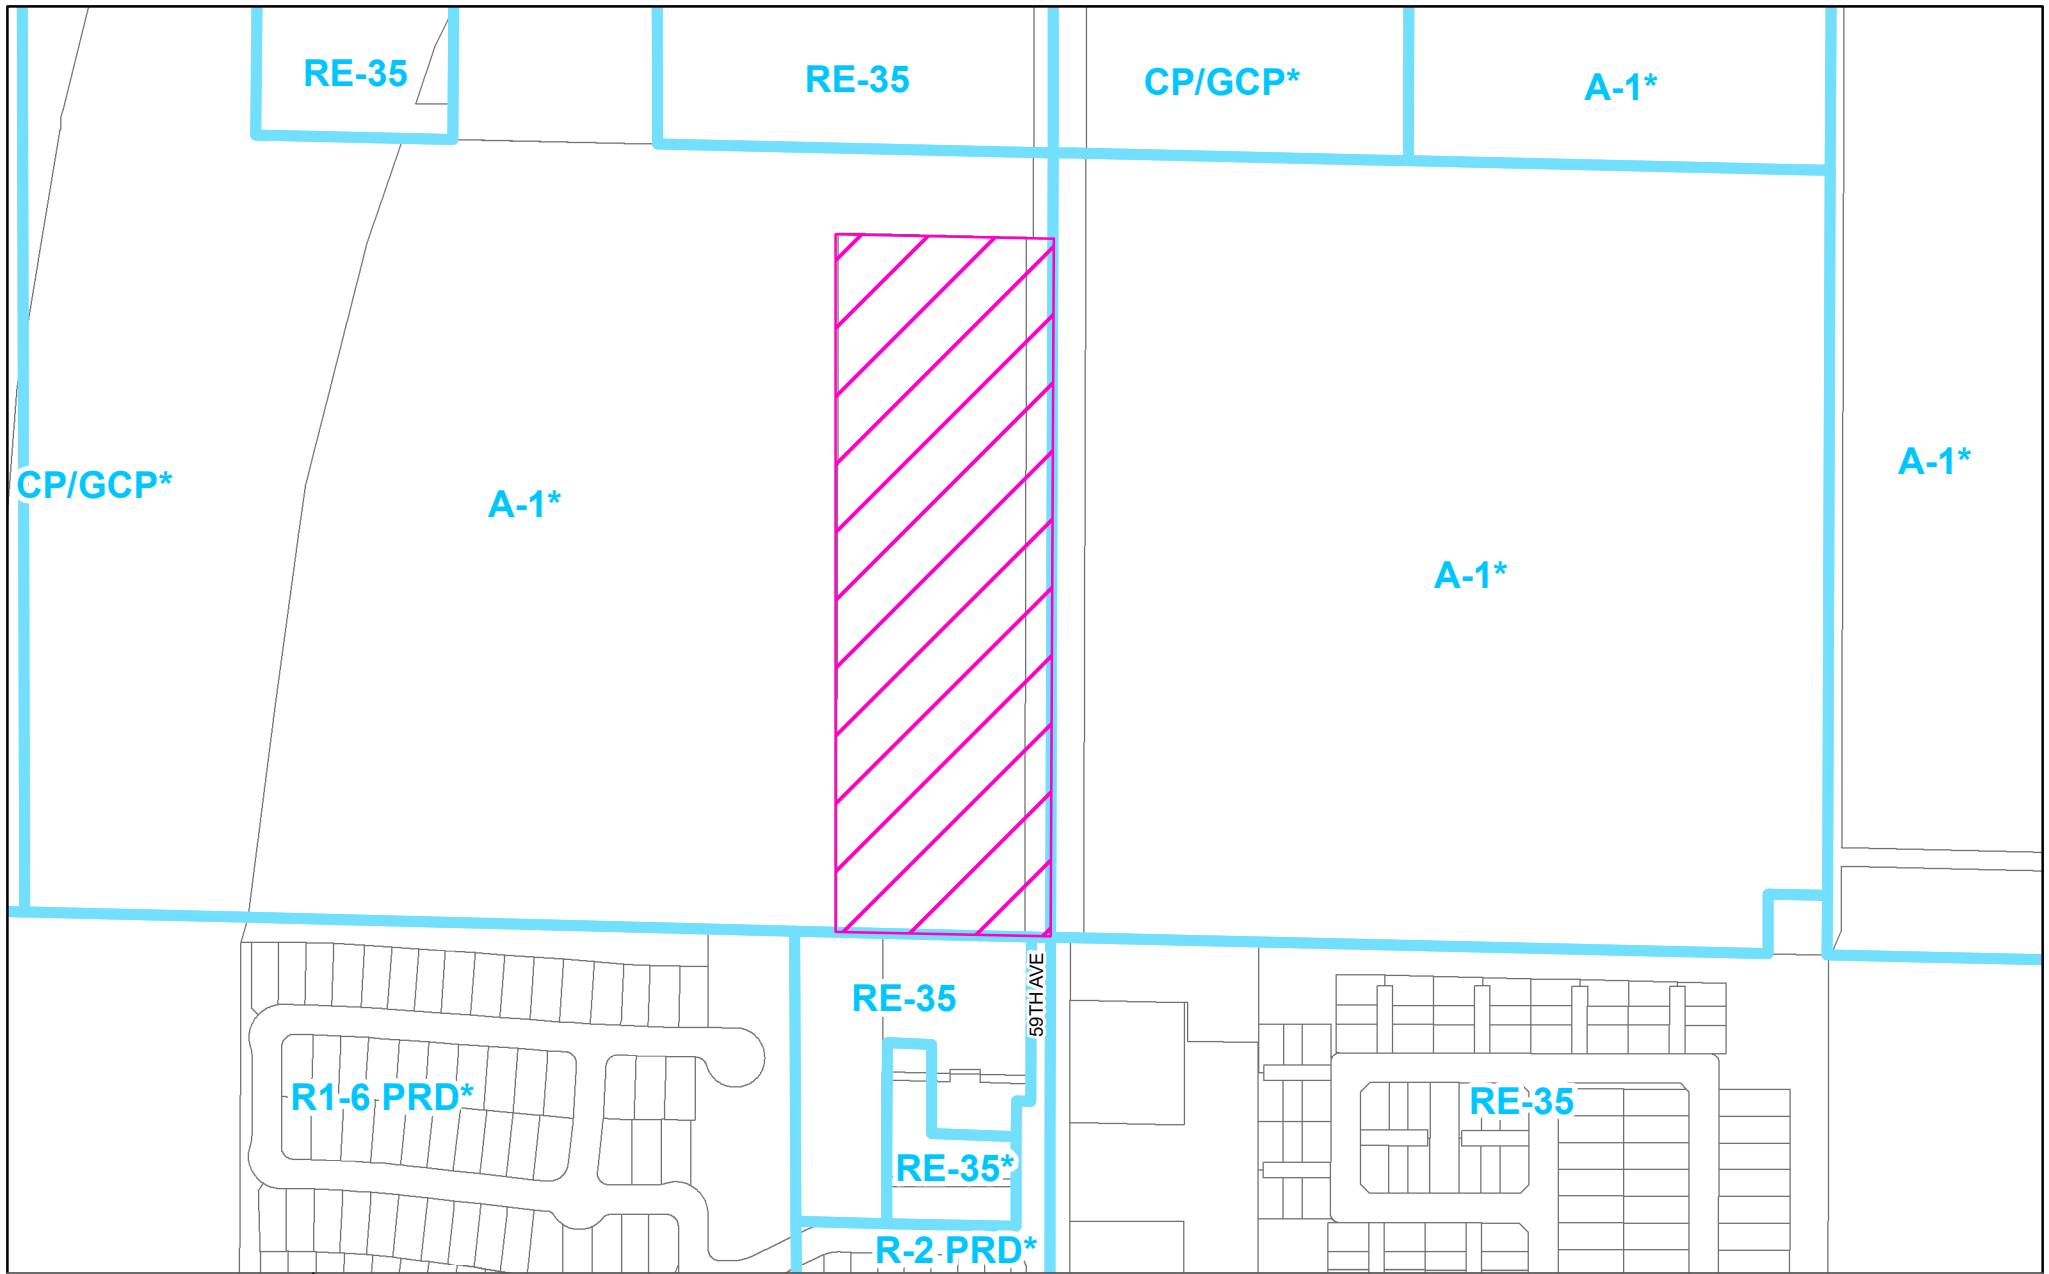 RE-35
RE-35
CP/GCP*
A-1*
A-1*
CP/GCP*
A-1*
A-1*
RE-35
59TH AVE
R1-6 PRD*
RE-35
RE-35*
R-2 PRD*